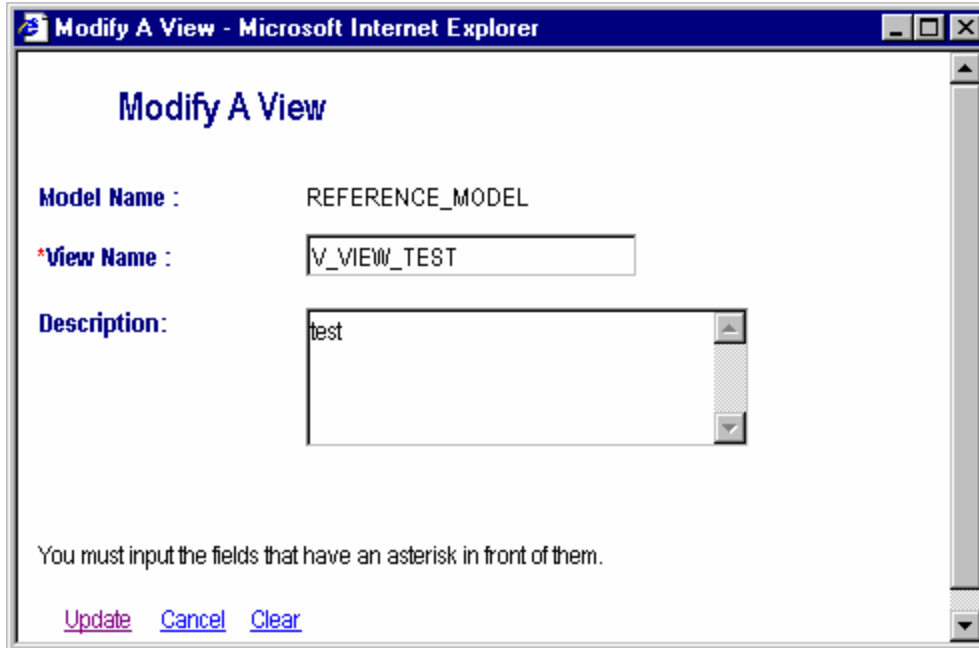 Modify A View - Microsoft Internet Explorer
Modify A View
Model Name : REFERENCE_MODEL
*View Name : V_VIEW_TEST
Description: test
You must input the fields that have an asterisk in front of them.
Update Cancel Clear